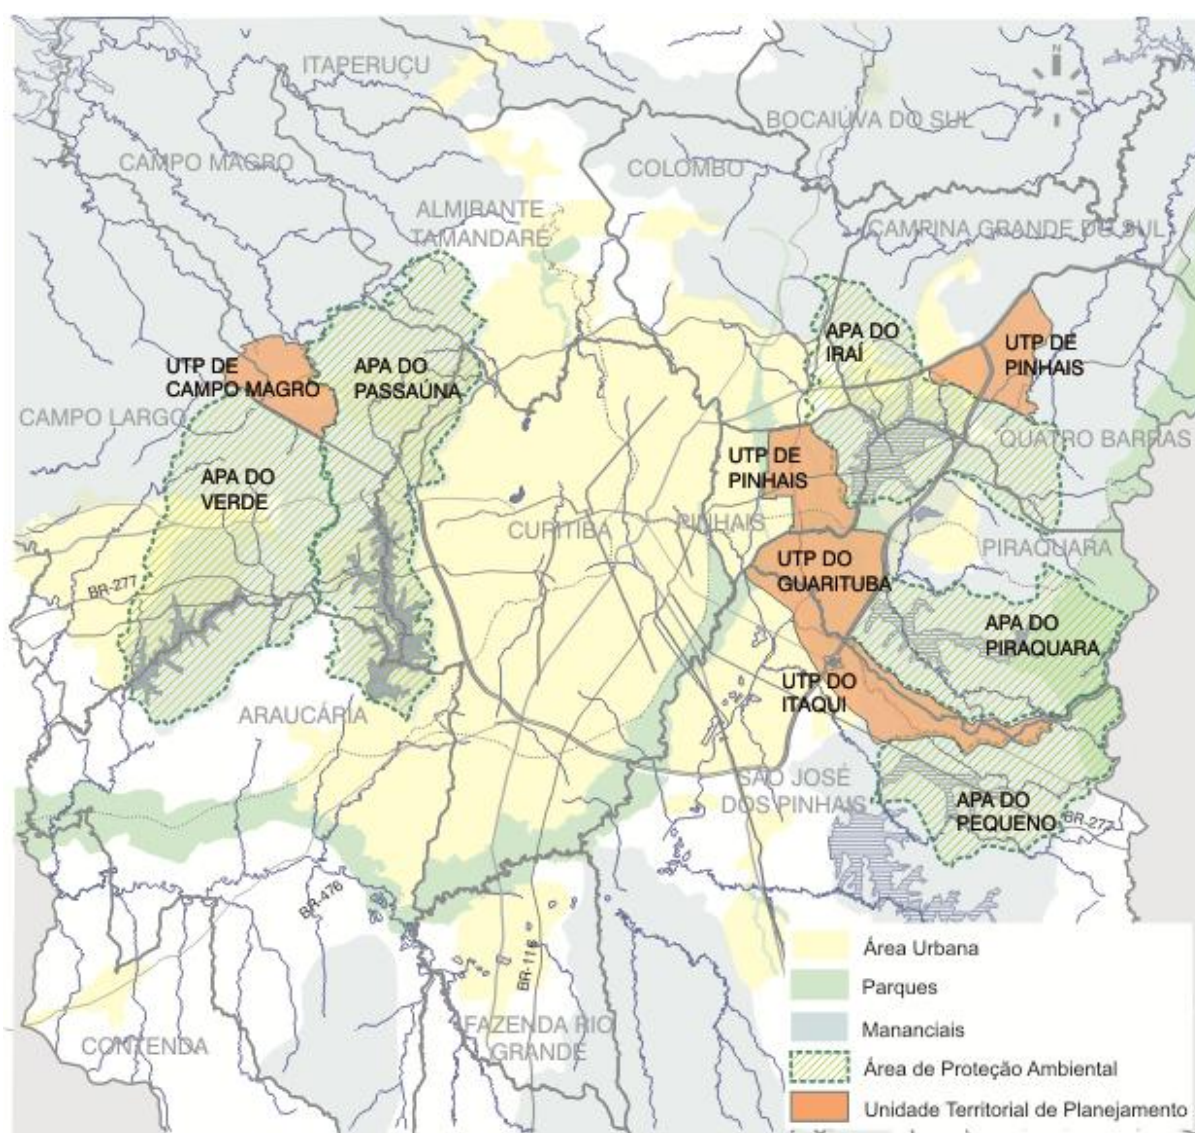 N
ITAPERUÇU
BOCAIÚVA DO SUL
CAMPO MAGRO
COLOMBO
ALMIRANTE
TAMANDARÉ
CAMPINA GRANDE DO SUL
APA DO
IRAÍ
UTP DE
PINHAIS
UTP DE
CAMPO MAGRO
APA DO
PASSAÚNA
CAMPO LARGO
QUATRO BARRAS
UTP DE
PINHAIS
APA DO
VERDE
CURITIBA
PINHAIS
PIRAQUARA
BR-277
UTP DO
GUARITUBA
APA DO
PIRAQUARA
UTP DO
ITAQUI
ARAUCÁRIA
SÃO JOSÉ
DOS PINHAIS
APA DO
PEQUENO
BR-277
BR-476
BR-116
FAZENDA RIO
GRANDE
CONTENDA
Área Urbana
Parques
Mananciais
Área de Proteção Ambiental
Unidade Territorial de Planejamento